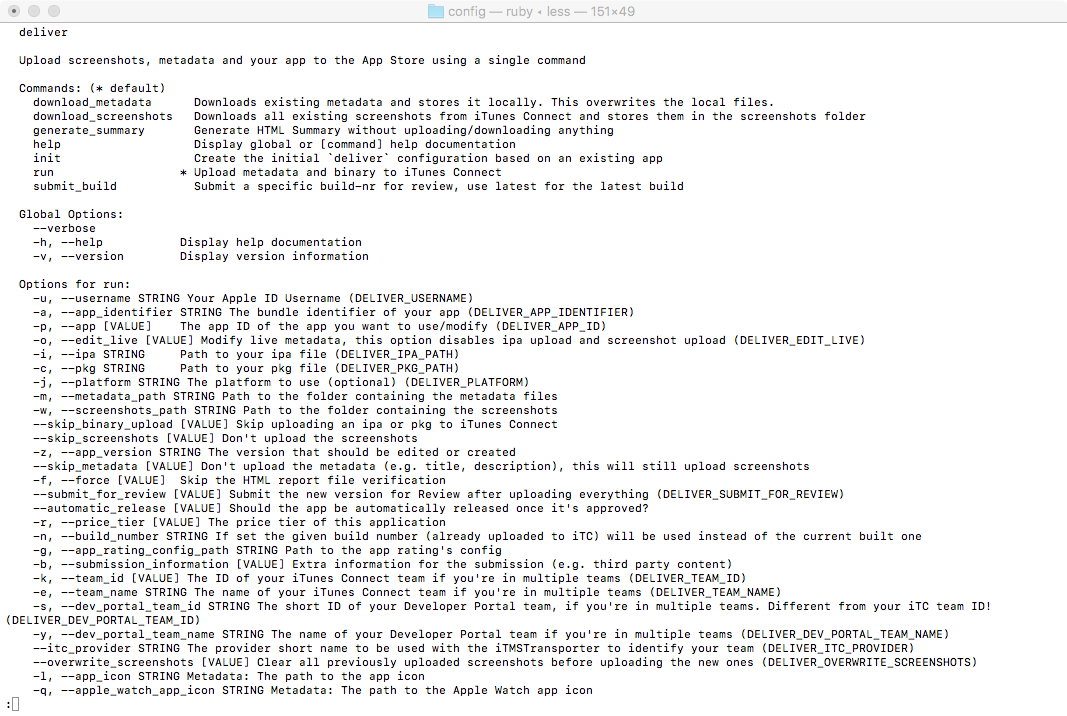 config — ruby ◂ less — 151×49
deliver
Upload screenshots, metadata and your app to the App Store using a single command
Commands: (* default)
download_metadata      Downloads existing metadata and stores it locally. This overwrites the local files.
download_screenshots   Downloads all existing screenshots from iTunes Connect and stores them in the screenshots folder
generate_summary       Generate HTML Summary without uploading/downloading anything
help                   Display global or [command] help documentation
init                   Create the initial `deliver` configuration based on an existing app
run                  * Upload metadata and binary to iTunes Connect
submit_build           Submit a specific build-nr for review, use latest for the latest build
Global Options:
--verbose
-h, --help           Display help documentation
-v, --version        Display version information
Options for run:
-u, --username STRING Your Apple ID Username (DELIVER_USERNAME)
-a, --app_identifier STRING The bundle identifier of your app (DELIVER_APP_IDENTIFIER)
-p, --app [VALUE]    The app ID of the app you want to use/modify (DELIVER_APP_ID)
-o, --edit_live [VALUE] Modify live metadata, this option disables ipa upload and screenshot upload (DELIVER_EDIT_LIVE)
-i, --ipa STRING     Path to your ipa file (DELIVER_IPA_PATH)
-c, --pkg STRING     Path to your pkg file (DELIVER_PKG_PATH)
-j, --platform STRING The platform to use (optional) (DELIVER_PLATFORM)
-m, --metadata_path STRING Path to the folder containing the metadata files
-w, --screenshots_path STRING Path to the folder containing the screenshots
--skip_binary_upload [VALUE] Skip uploading an ipa or pkg to iTunes Connect
--skip_screenshots [VALUE] Don't upload the screenshots
-z, --app_version STRING The version that should be edited or created
--skip_metadata [VALUE] Don't upload the metadata (e.g. title, description), this will still upload screenshots
-f, --force [VALUE]  Skip the HTML report file verification
--submit_for_review [VALUE] Submit the new version for Review after uploading everything (DELIVER_SUBMIT_FOR_REVIEW)
--automatic_release [VALUE] Should the app be automatically released once it's approved?
-r, --price_tier [VALUE] The price tier of this application
-n, --build_number STRING If set the given build number (already uploaded to iTC) will be used instead of the current built one
-g, --app_rating_config_path STRING Path to the app rating's config
-b, --submission_information [VALUE] Extra information for the submission (e.g. third party content)
-k, --team_id [VALUE] The ID of your iTunes Connect team if you're in multiple teams (DELIVER_TEAM_ID)
-e, --team_name STRING The name of your iTunes Connect team if you're in multiple teams (DELIVER_TEAM_NAME)
-s, --dev_portal_team_id STRING The short ID of your Developer Portal team, if you're in multiple teams. Different from your iTC team ID!
(DELIVER_DEV_PORTAL_TEAM_ID)
-y, --dev_portal_team_name STRING The name of your Developer Portal team if you're in multiple teams (DELIVER_DEV_PORTAL_TEAM_NAME)
--itc_provider STRING The provider short name to be used with the iTMSTransporter to identify your team (DELIVER_ITC_PROVIDER)
--overwrite_screenshots [VALUE] Clear all previously uploaded screenshots before uploading the new ones (DELIVER_OVERWRITE_SCREENSHOTS)
-l, --app_icon STRING Metadata: The path to the app icon
-q, --apple_watch_app_icon STRING Metadata: The path to the Apple Watch app icon
: